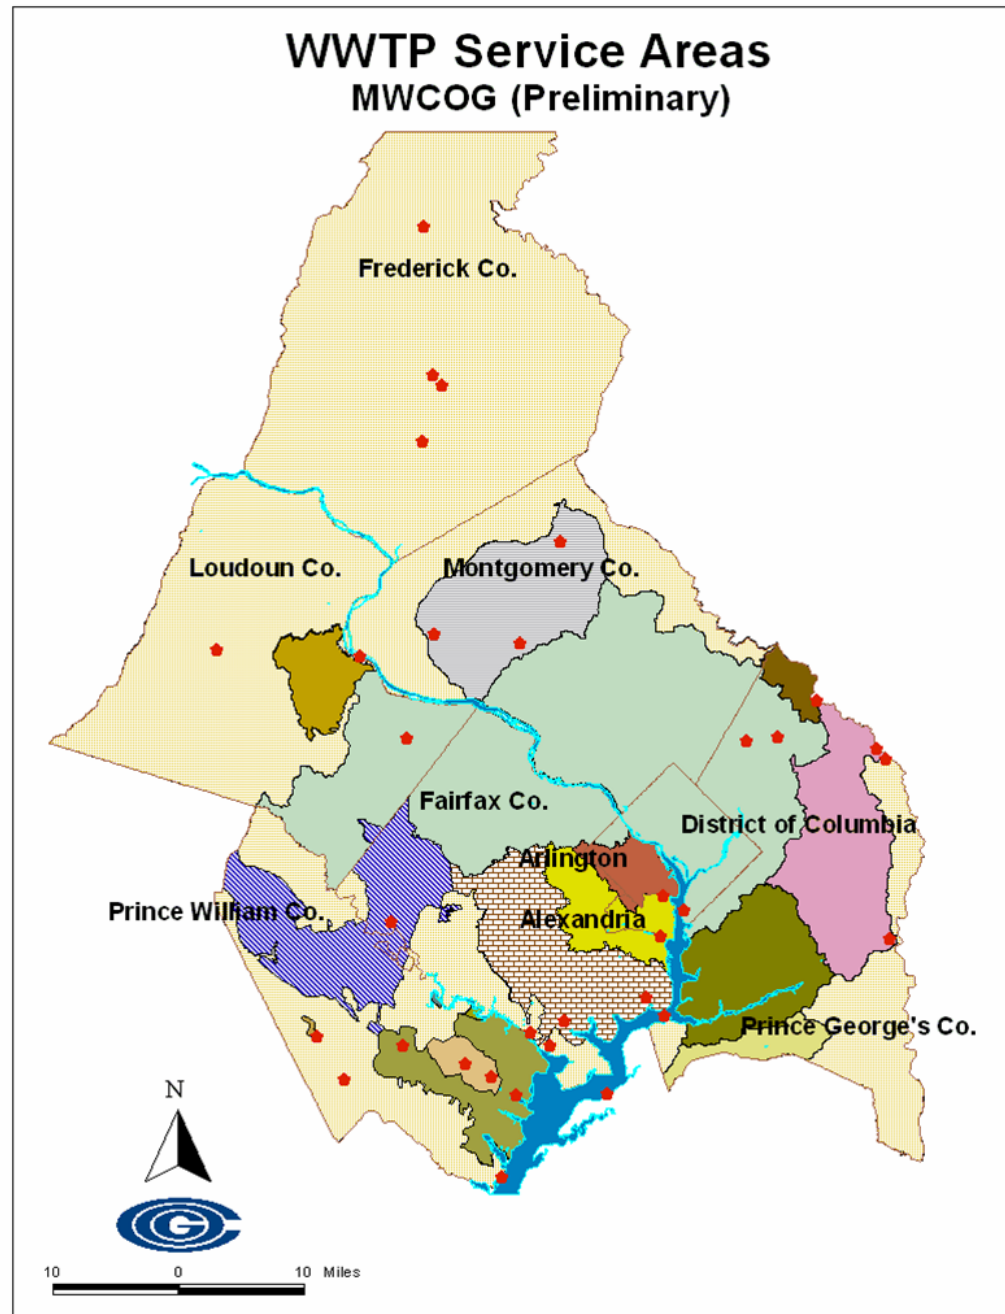 WWTP Service Areas
MWCOG (Preliminary)
Frederick Co.
Loudoun Co.
Montgomery Co.
Fairfax Co.
District of Columbia
Arlington
Prince William Co.
Alexandria
Prince George's Co.
N
10 0 10 Miles